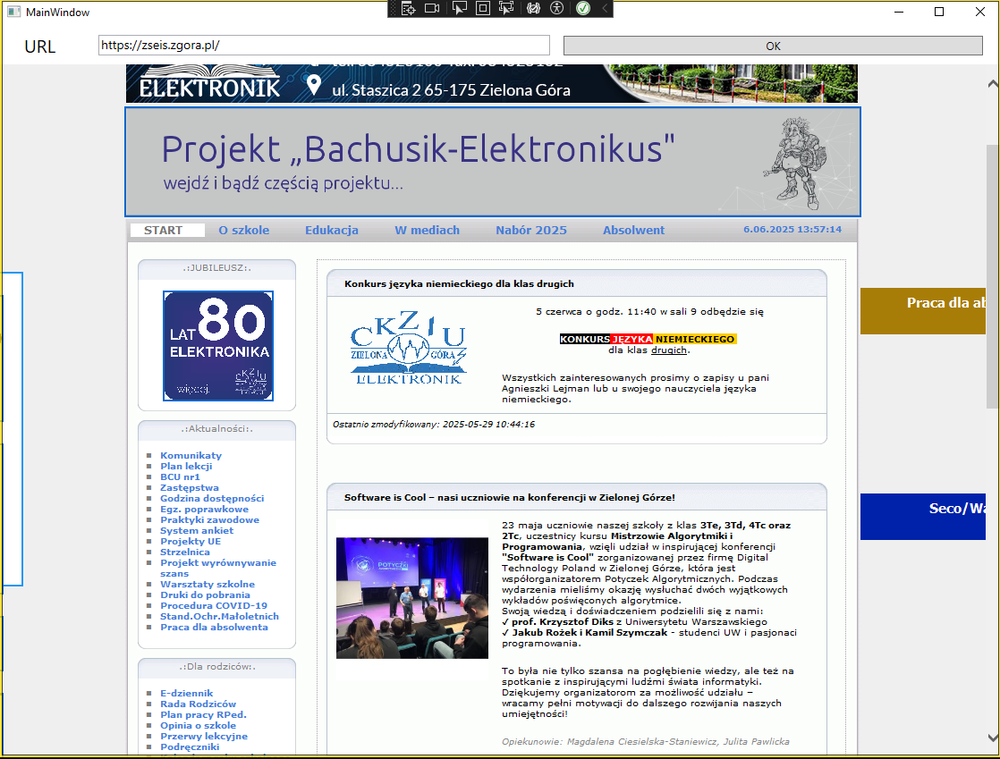 MainWindow
URL
https://zseis.zgora.pl/
OK
ELEKTRONIK
ul. Staszica 2 65-175 Zielona Góra
Projekt „Bachusik-Elektronikus"
wejdź i bądź częścią projektu...
START
O szkole
Edukacja
W mediach
Nabór 2025
Absolwent
6.06.2025 13:57:14
.:JUBILEUSZ:.
LAT 80
ELEKTRONIKA
więcej.
CKZiU
.:Aktualności:.
Komunikaty
Plan lekcji
BCU nr1
Zastępstwa
Godzina dostępności
Egz. poprawkowe
Praktyki zawodowe
System ankiet
Projekty UE
Strzelnica
Projekt wyrównywanie
szans
Warsztaty szkolne
Druki do pobrania
Procedura COVID-19
Stand.Ochr.Małoletnich
Praca dla absolwenta
.:Dla rodziców:.
E-dziennik
Rada Rodziców
Plan pracy RPed.
Opinia o szkole
Przerwy lekcyjne
Podręczniki
Konkurs języka niemieckiego dla klas drugich
CKZiU
ZIELONA GÓRA
ELEKTRONIK
5 czerwca o godz. 11:40 w sali 9 odbędzie się
KONKURS JĘZYKA NIEMIECKIEGO
dla klas drugich.
Wszystkich zainteresowanych prosimy o zapisy u pani
Agnieszki Lejman lub u swojego nauczyciela języka
niemieckiego.
Ostatnio zmodyfikowany: 2025-05-29 10:44:16
Software is Cool – nasi uczniowie na konferencji w Zielonej Górze!
POTYCZKI
23 maja uczniowie naszej szkoły z klas 3Te, 3Td, 4Tc oraz
2Tc, uczestnicy kursu Mistrzowie Algorytmiki i
Programowania, wzięli udział w inspirującej konferencji
"Software is Cool" zorganizowanej przez firmę Digital
Technology Poland w Zielonej Górze, która jest
współorganizatorem Potyczek Algorytmicznych. Podczas
wydarzenia mieliśmy okazję wysłuchać dwóch wyjątkowych
wykładów poświęconych algorytmice.
Swoją wiedzą i doświadczeniem podzielili się z nami:
✓ prof. Krzysztof Diks z Uniwersytetu Warszawskiego
✓ Jakub Rożek i Kamil Szymczak - studenci UW i pasjonaci
programowania.
To była nie tylko szansa na pogłębienie wiedzy, ale też na
spotkanie z inspirującymi ludźmi świata informatyki.
Dziękujemy organizatorom za możliwość udziału –
wracamy pełni motywacji do dalszego rozwijania naszych
umiejętności!
Opiekunowie: Magdalena Ciesielska-Staniewicz, Julita Pawlicka
Praca dla ab
Seco/Wa